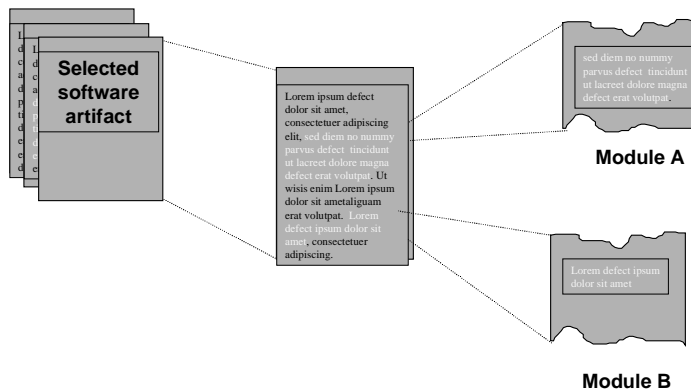 Selected
software
artifact
Lorem ipsum defect
dolor sit amet,
consectetuer adipiscing
elit, sed diem no nummy
parvus defect  tincidunt
ut lacreet dolore magna
defect erat volutpat. Ut
wisis enim Lorem ipsum
dolor sit ametaliguam
erat volutpat.  Lorem
defect ipsum dolor sit
amet, consectetuer
adipiscing.
sed diem no nummy
parvus defect  tincidunt
ut lacreet dolore magna
defect erat volutpat.
Module A
Lorem defect ipsum
dolor sit amet
Module B